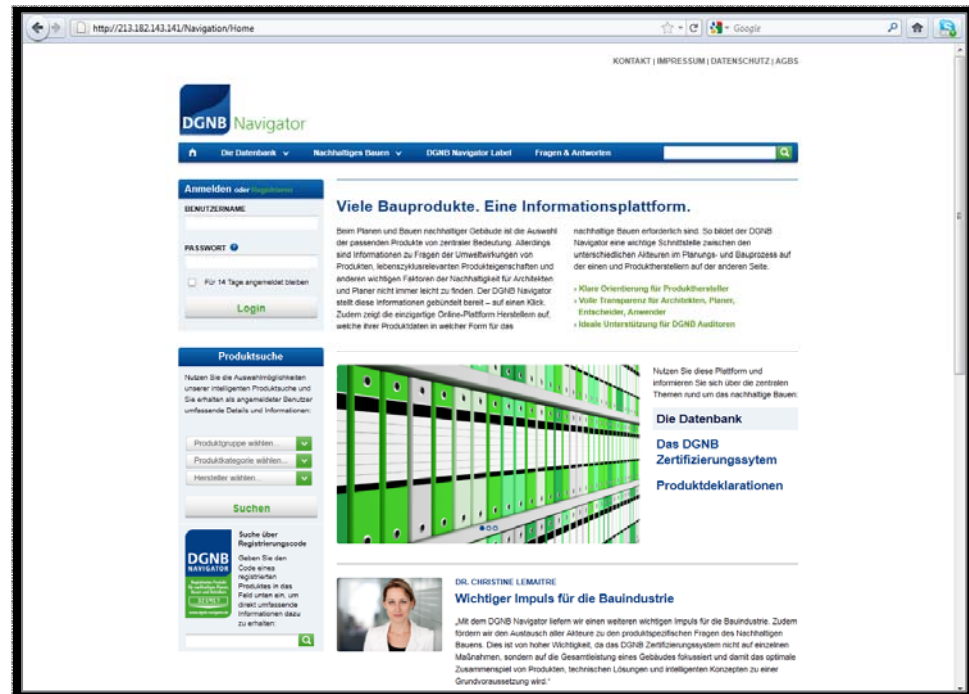 http://213.182.143.141/Navigation/Home
Google
KONTAKT | IMPRESSUM | DATENSCHUTZ | AGBS
DGNB Navigator
Die Datenbank
Nachhaltiges Bauen
DGNB Navigator Label
Fragen & Antworten
Anmelden oder Registrieren
BENUTZERNAME
PASSWORT
Für 14 Tage angemeldet bleiben
Login
Produktsuche
Nutzen Sie die Auswahlmöglichkeiten
unserer intelligenten Produktsuche und
Sie erhalten als angemeldeter Benutzer
umfassende Details und Informationen:
Produktgruppe wählen...
Produktkategorie wählen...
Hersteller wählen...
Suchen
DGNB
NAVIGATOR
Suche über
Registrierungscode
Geben Sie den
Code eines
registrierten
Produktes in das
Feld unten ein, um
direkt umfassende
Informationen dazu
zu erhalten:
Viele Bauprodukte. Eine Informationsplattform.
Beim Planen und Bauen nachhaltiger Gebäude ist die Auswahl
der passenden Produkte von zentraler Bedeutung. Allerdings
sind Informationen zu Fragen der Umweltwirkungen von
Produkten, lebenszyklusrelevanten Produkteigenschaften und
anderen wichtigen Faktoren der Nachhaltigkeit für Architekten
und Planer nicht immer leicht zu finden. Der DGNB Navigator
stellt diese Informationen gebündelt bereit – auf einen Klick.
Zudem zeigt die einzigartige Online-Plattform Herstellern auf,
welche ihrer Produktdaten in welcher Form für das
nachhaltige Bauen erforderlich sind. So bildet der DGNB
Navigator eine wichtige Schnittstelle zwischen den
unterschiedlichen Akteuren im Planungs- und Bauprozess auf
der einen und Produktherstellern auf der anderen Seite.
› Klare Orientierung für Produkthersteller
› Volle Transparenz für Architekten, Planer,
Entscheider, Anwender
› Ideale Unterstützung für DGNB Auditoren
Nutzen Sie diese Plattform und
informieren Sie sich über die zentralen
Themen rund um das nachhaltige Bauen:
Die Datenbank
Das DGNB
Zertifizierungssytem
Produktdeklarationen
DR. CHRISTINE LEMAITRE
Wichtiger Impuls für die Bauindustrie
„Mit dem DGNB Navigator liefern wir einen weiteren wichtigen Impuls für die Bauindustrie. Zudem
fördern wir den Austausch aller Akteure zu den produktspezifischen Fragen des Nachhaltigen
Bauens. Dies ist von hoher Wichtigkeit, da das DGNB Zertifizierungssystem nicht auf einzelnen
Maßnahmen, sondern auf die Gesamtleistung eines Gebäudes fokussiert und damit das optimale
Zusammenspiel von Produkten, technischen Lösungen und intelligenten Konzepten zu einer
Grundvoraussetzung wird.“